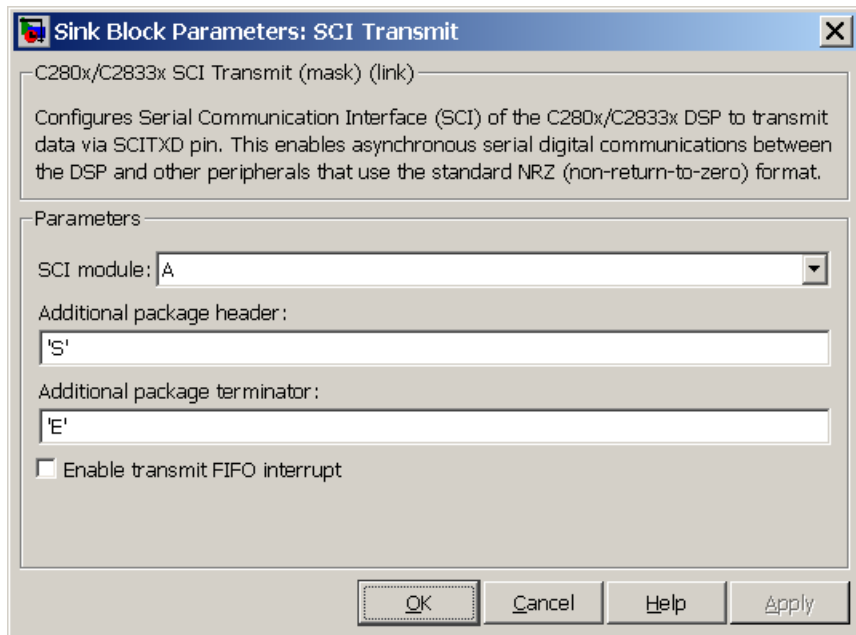 Sink Block Parameters: SCI Transmit
C280x/C2833x SCI Transmit (mask) (link)
Configures Serial Communication Interface (SCI) of the C280x/C2833x DSP to transmit
data via SCITXD pin. This enables asynchronous serial digital communications between
the DSP and other peripherals that use the standard NRZ (non-return-to-zero) format.
Parameters
SCI module: A
Additional package header:
'S'
Additional package terminator:
'E'
Enable transmit FIFO interrupt
OK Cancel Help Apply